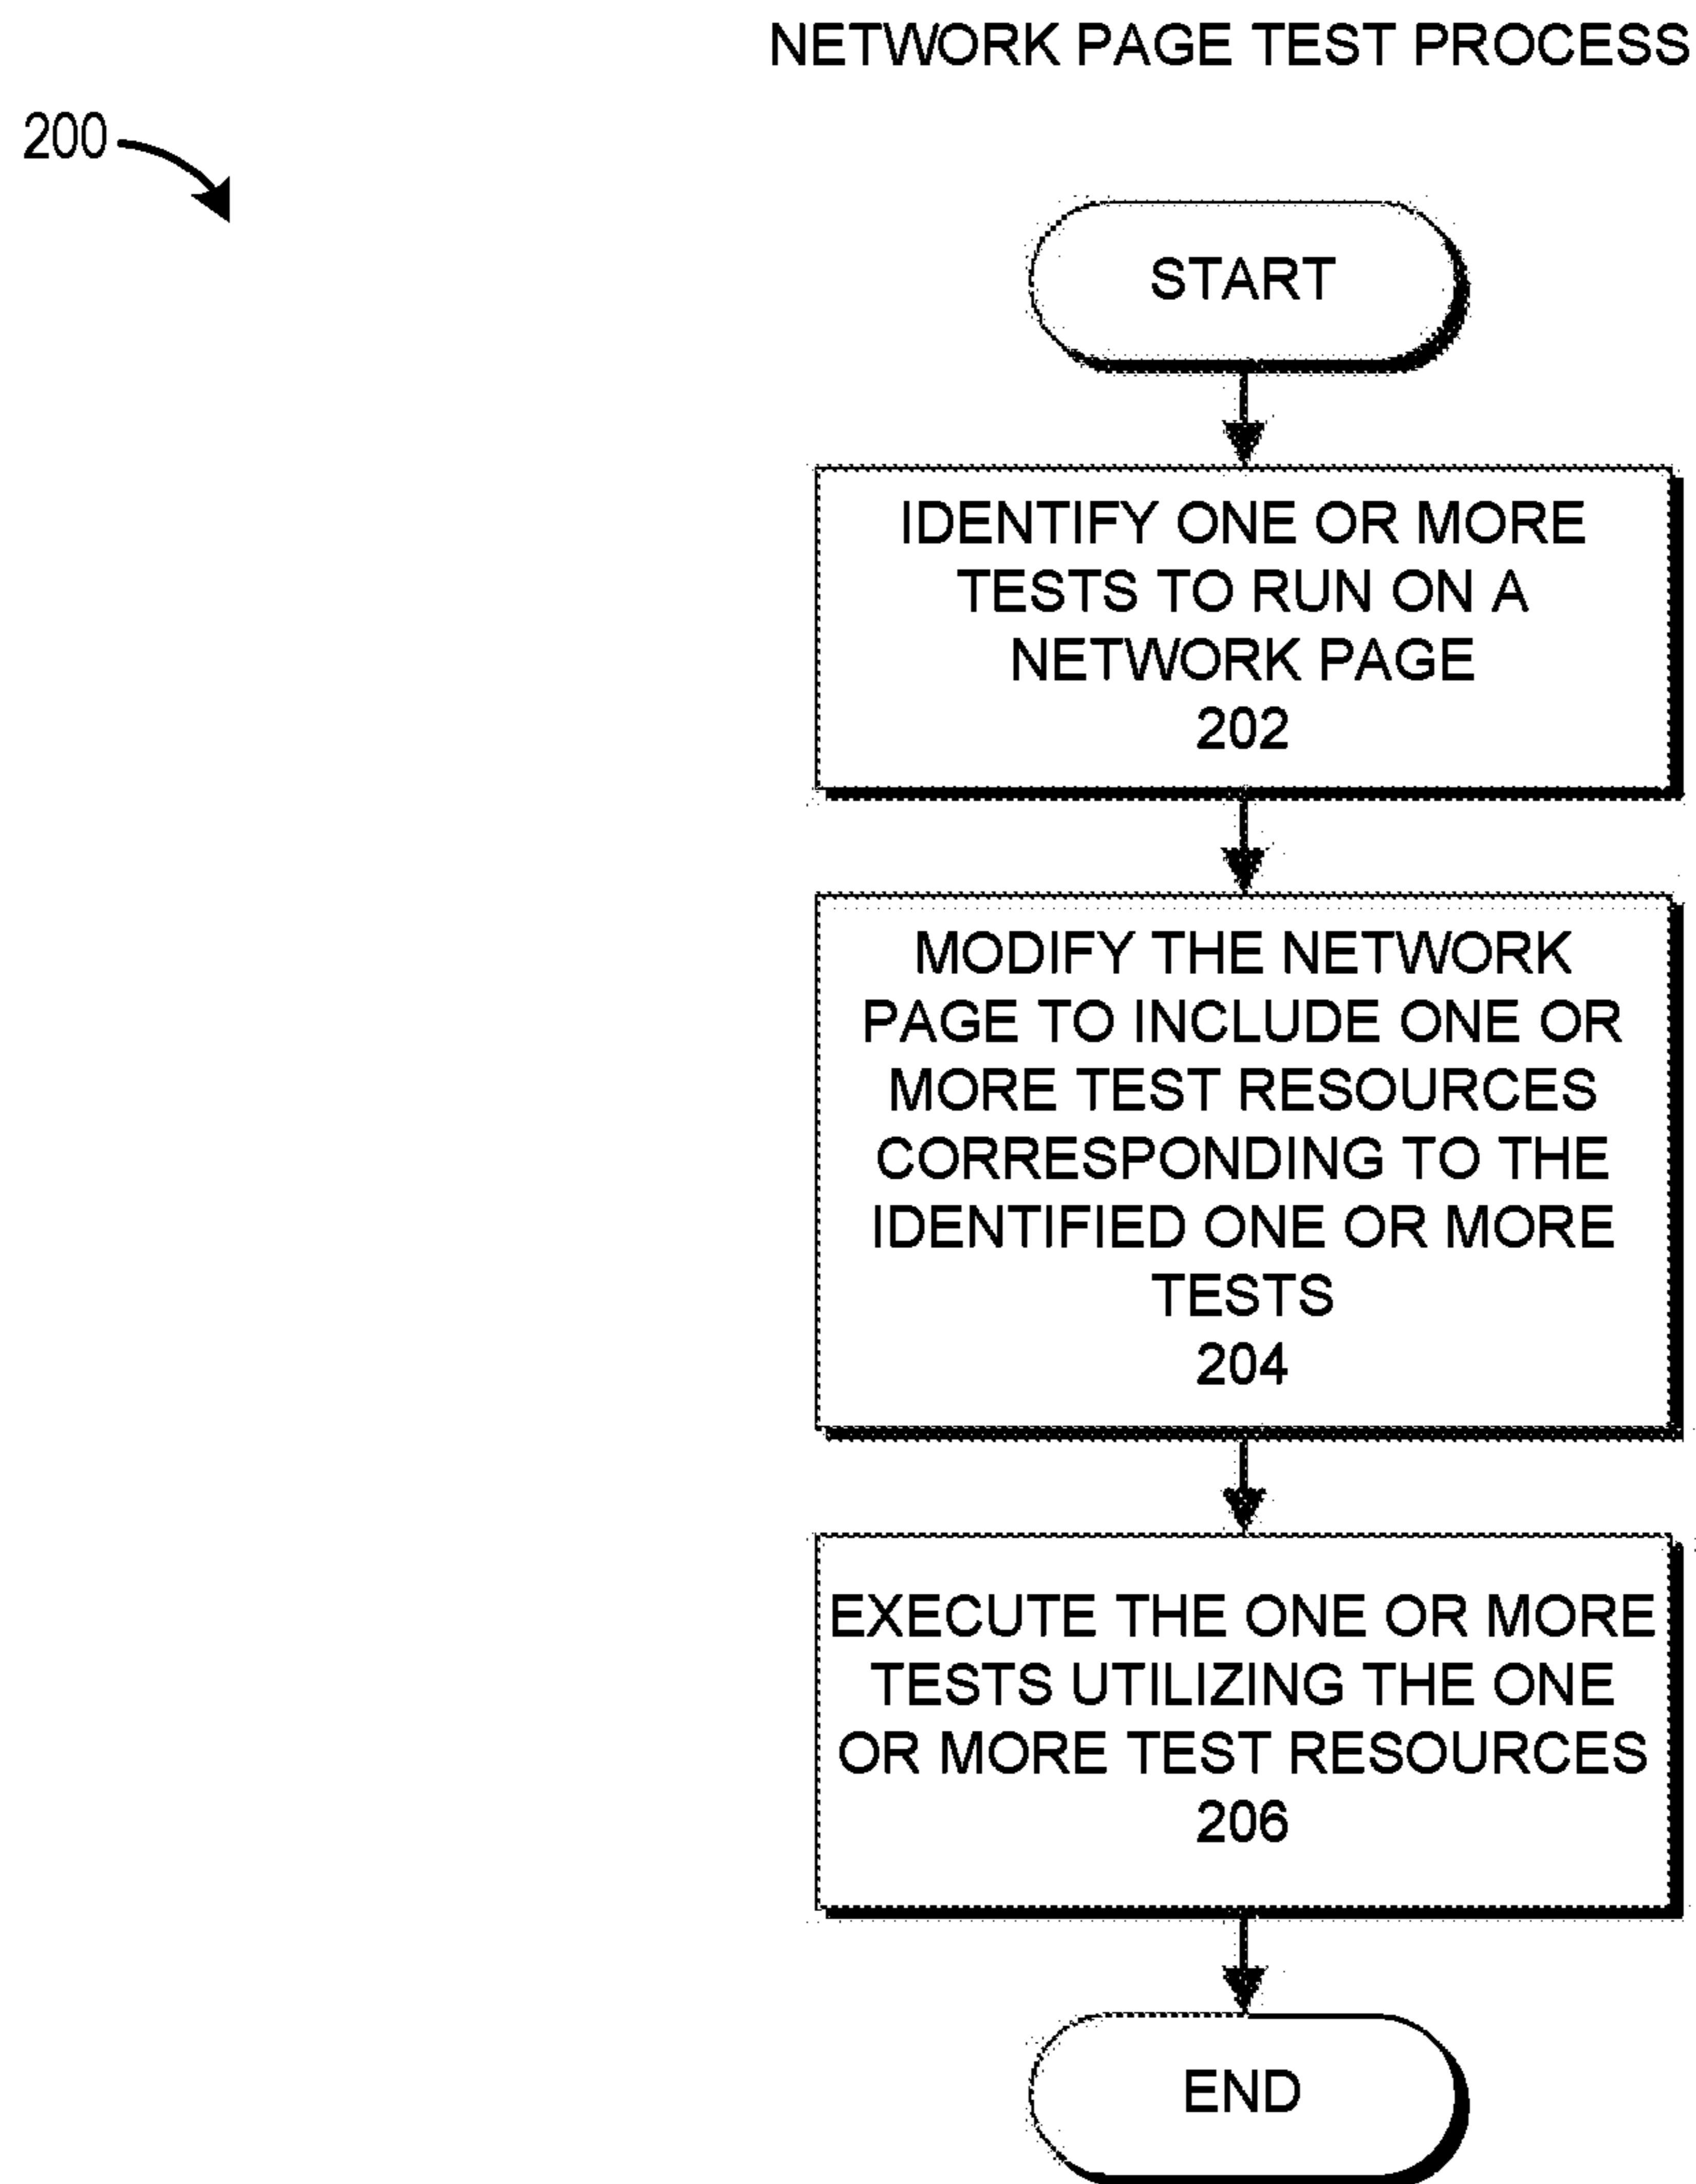 NETWORK PAGE TEST PROCESS
200
START
IDENTIFY ONE OR MORE
TESTS TO RUN ON A
NETWORK PAGE
202
MODIFY THE NETWORK
PAGE TO INCLUDE ONE OR
MORE TEST RESOURCES
CORRESPONDING TO THE
IDENTIFIED ONE OR MORE
TESTS
204
EXECUTE THE ONE OR MORE
TESTS UTILIZING THE ONE
OR MORE TEST RESOURCES
206
END